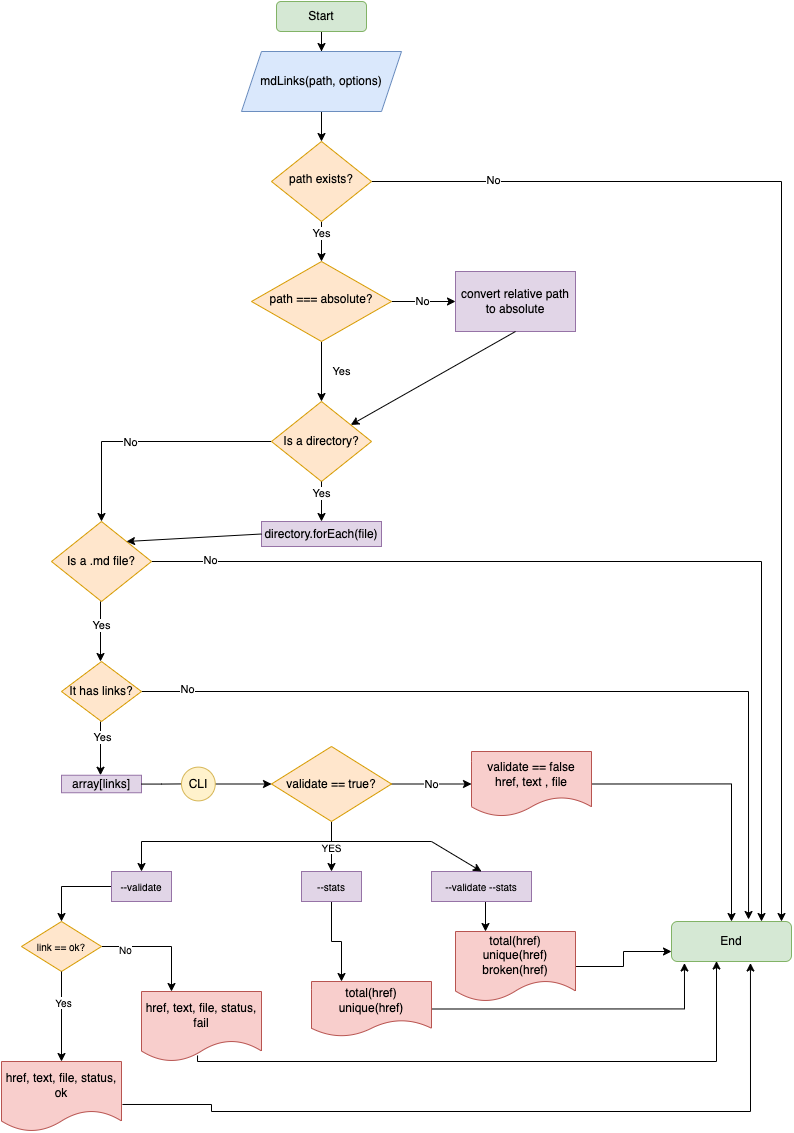 Start
mdLinks(path, options)
path exists?
No
Yes
path === absolute?
No
convert relative path
to absolute
Yes
Is a directory?
No
Yes
directory.forEach(file)
Is a .md file?
No
Yes
It has links?
No
Yes
array[links]
CLI
validate == true?
No
validate == false
href, text , file
YES
--validate
--stats
--validate --stats
link == ok?
No
total(href)
unique(href)
broken(href)
End
Yes
href, text, file, status,
fail
total(href)
unique(href)
href, text, file, status,
ok